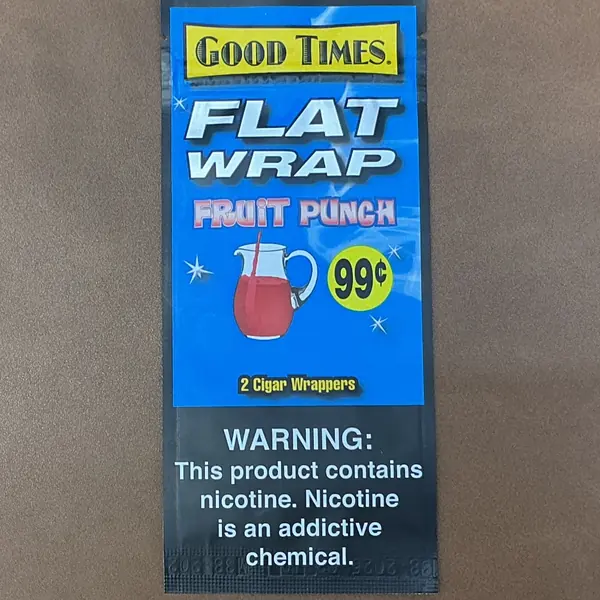 GOOD TIMES®
FLAT
WRAP
FRUIT PUNCH
99¢
2 Cigar Wrappers
WARNING:
This product contains
nicotine. Nicotine
is an addictive
chemical.